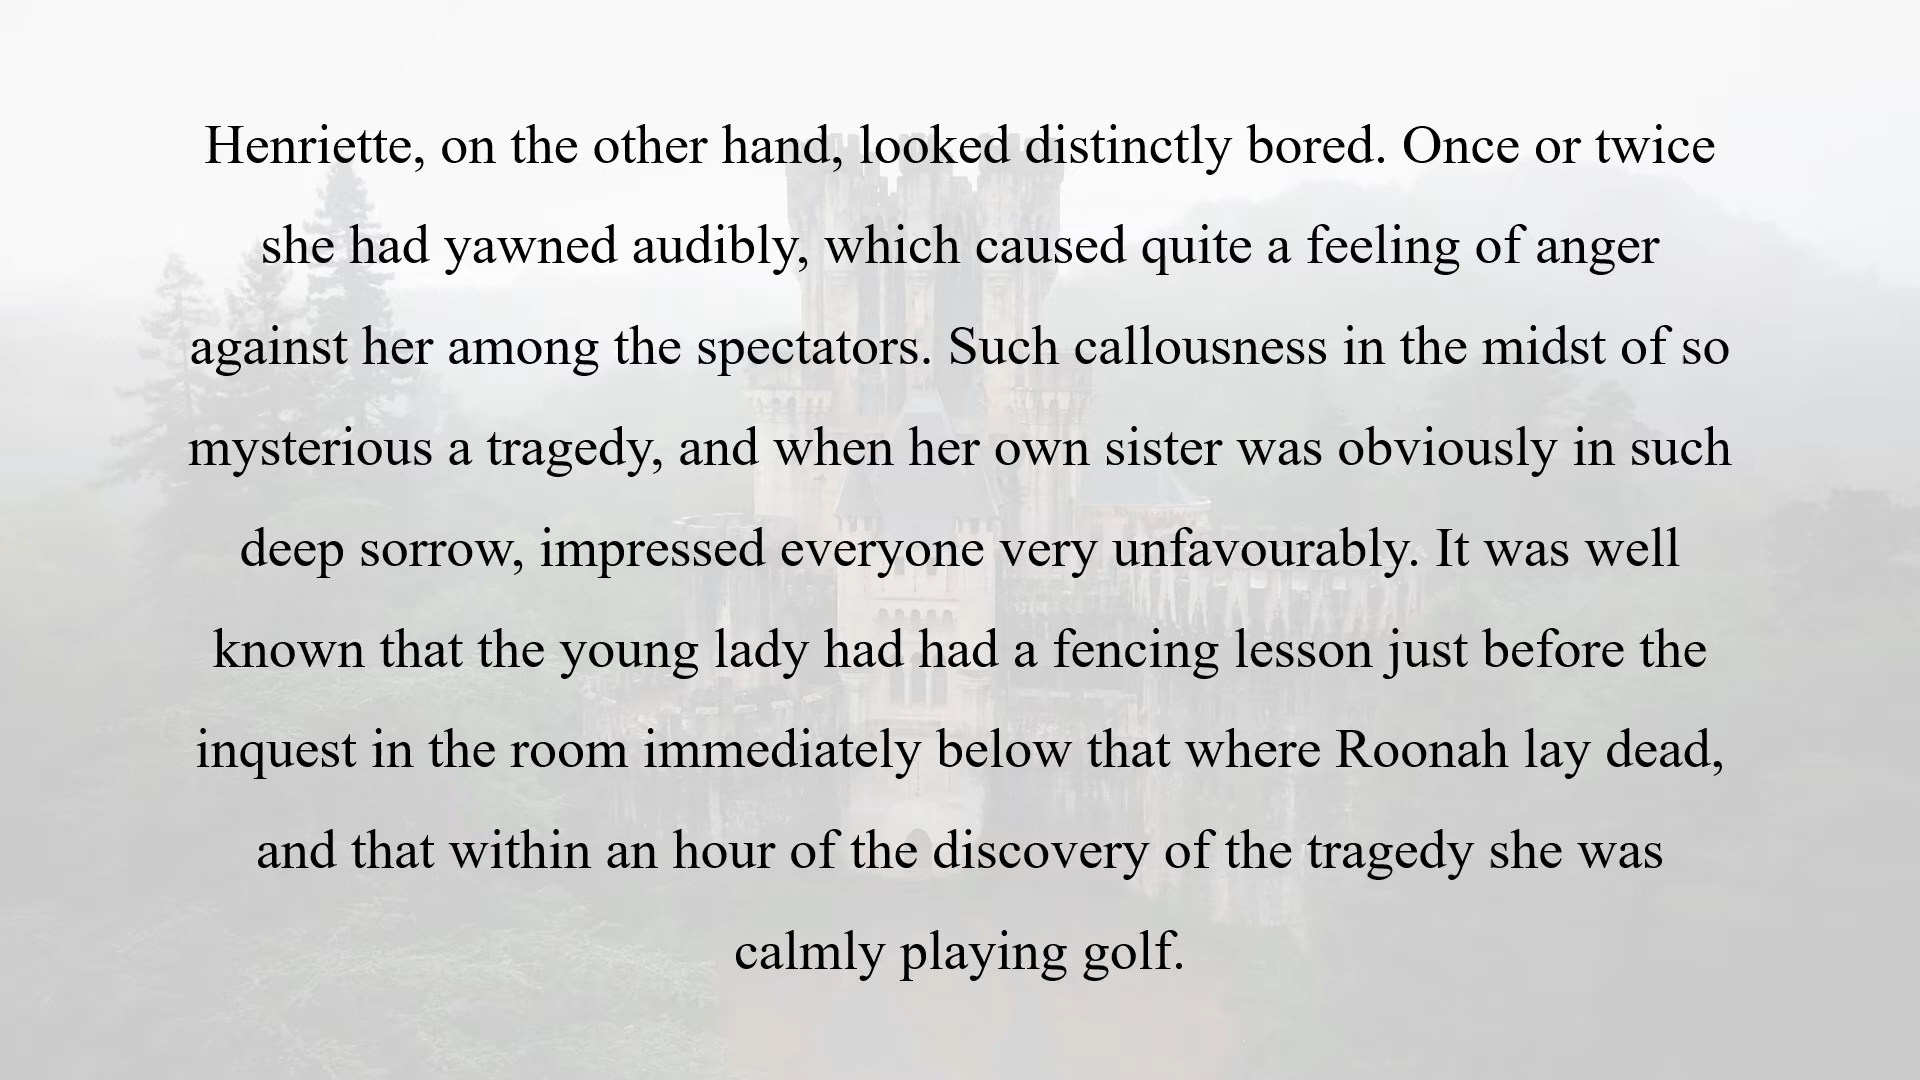 Henriette, on the other hand, looked distinctly bored. Once or twice
she had yawned audibly, which caused quite a feeling of anger
against her among the spectators. Such callousness in the midst of so
mysterious a tragedy, and when her own sister was obviously in such
deep sorrow, impressed everyone very unfavourably. It was well
known that the young lady had had a fencing lesson just before the
inquest in the room immediately below that where Roonah lay dead,
and that within an hour of the discovery of the tragedy she was
calmly playing golf.